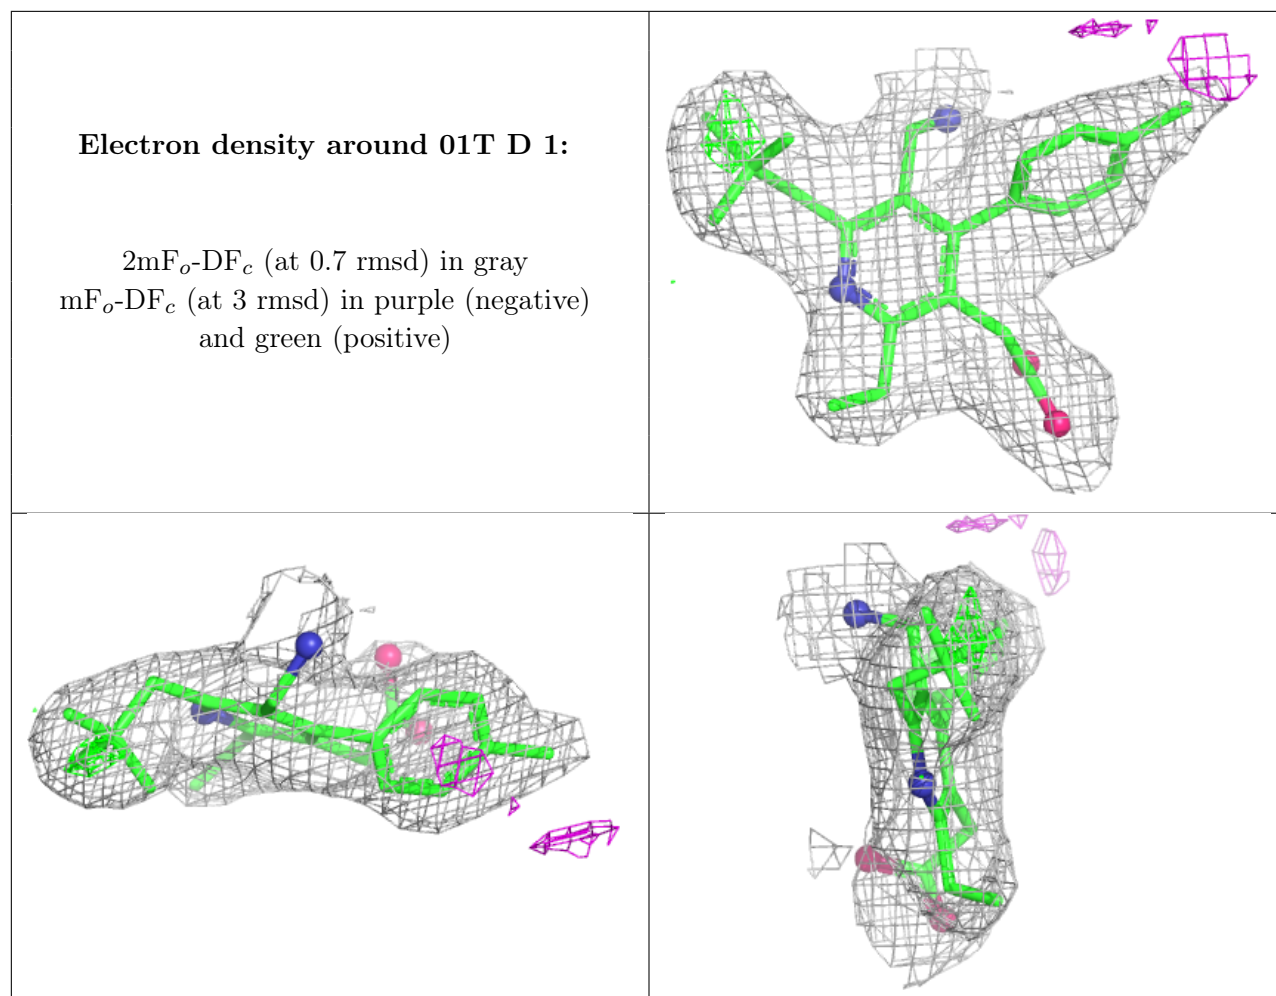 Electron density around 01T D 1:
2mFo-DFc (at 0.7 rmsd) in gray
mFo-DFc (at 3 rmsd) in purple (negative)
and green (positive)